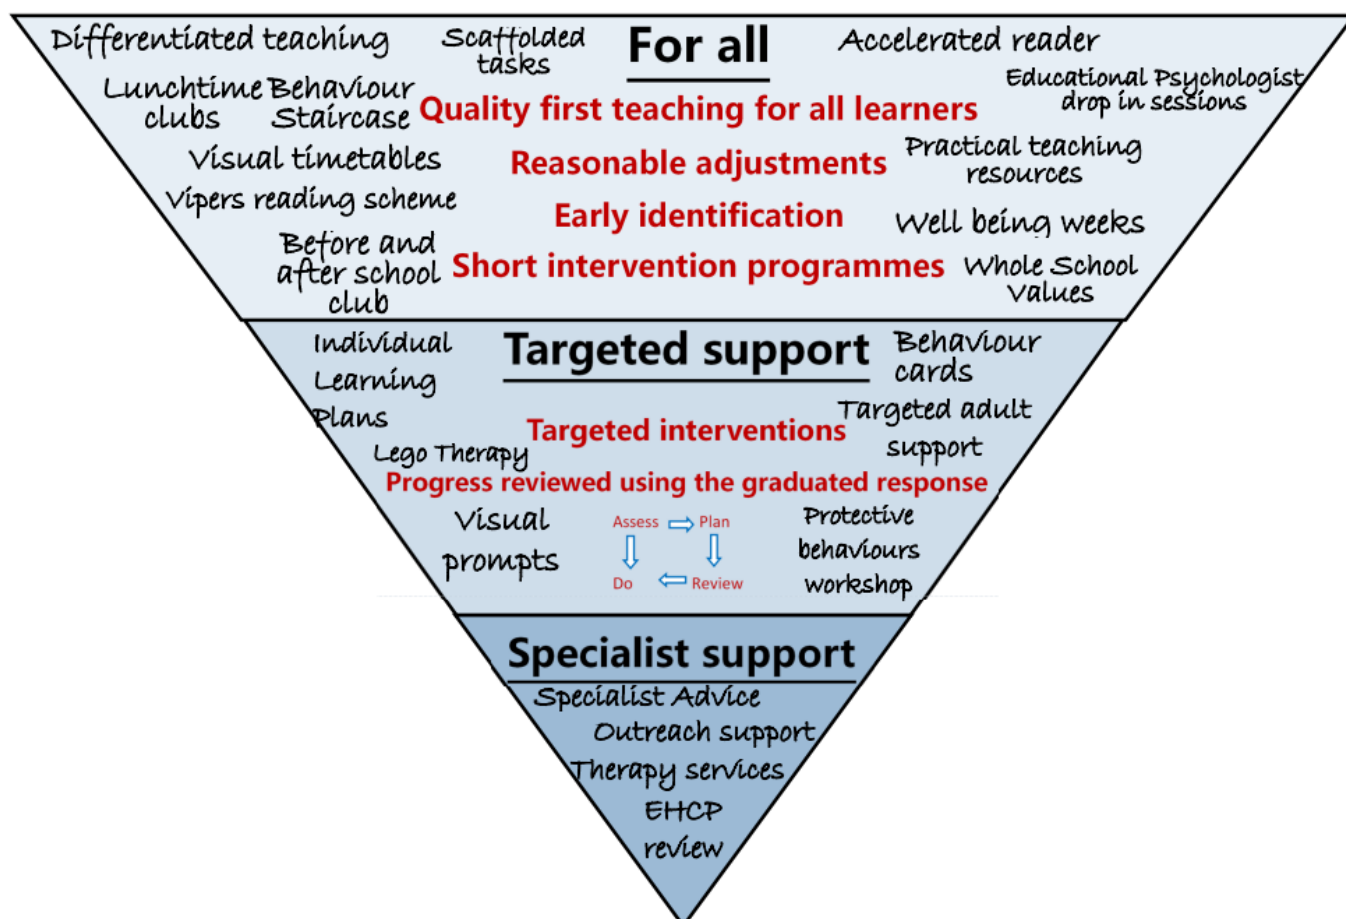 For all
Differentiated teaching
Scaffolded
tasks
Accelerated reader
Educational Psychologist
drop in sessions
Lunchtime
clubs
Behaviour
Staircase
Quality first teaching for all learners
Visual timetables
Reasonable adjustments
Practical teaching
resources
Vipers reading scheme
Early identification
Well being weeks
Before and
after school
club
Short intervention programmes
Whole School
Values
Targeted support
Individual
Learning
Plans
Behaviour
cards
Targeted interventions
Targeted adult
support
Lego Therapy
Progress reviewed using the graduated response
Visual
prompts
Assess
Plan
Do
Review
Protective
behaviours
workshop
Specialist support
Specialist Advice
Outreach support
Therapy services
EHCP
review